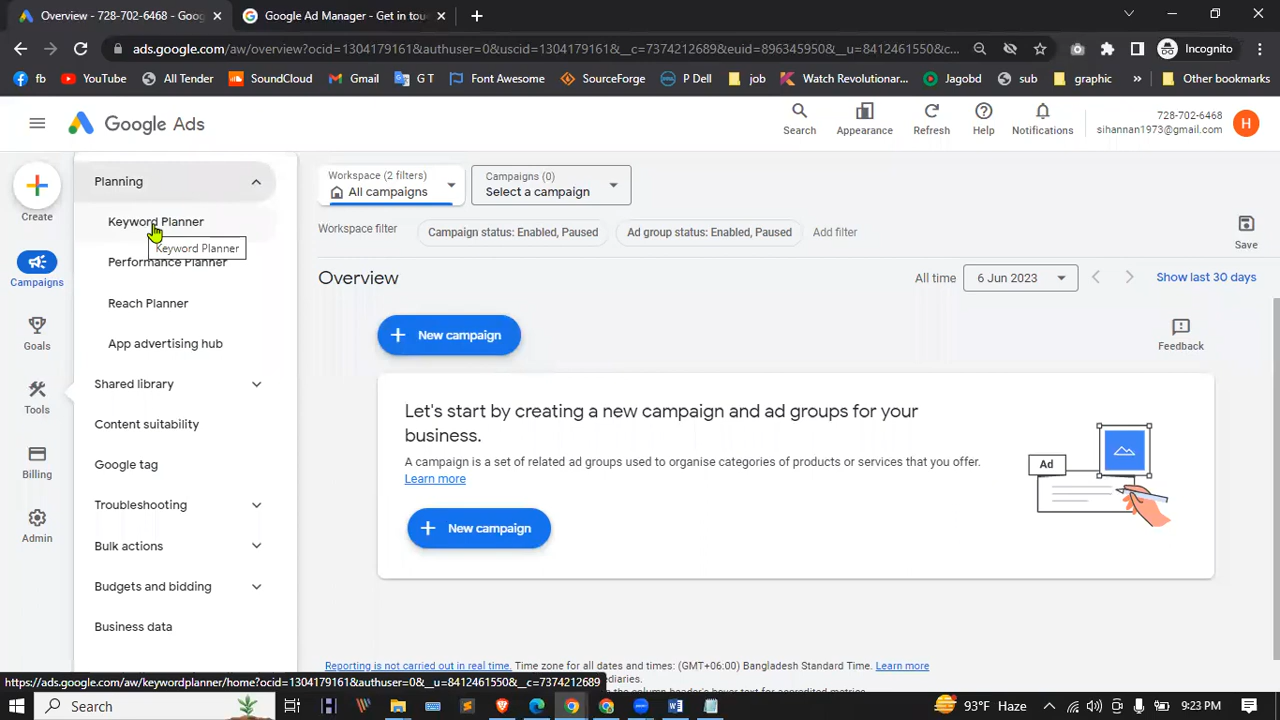 Overview - 728-702-6468 - Goog
Google Ad Manager - Get in touc
ads.google.com/aw/overview?ocid=1304179161&authuser=0&uscid=1304179161&__c=7374212689&euid=896345950&__u=8412461550&c...
Incognito
fb
YouTube
All Tender
SoundCloud
Gmail
G T
Font Awesome
SourceForge
P Dell
job
Watch Revolutionar...
Jagobd
sub
graphic
»
Other bookmarks
Google Ads
Search
Appearance
Refresh
Help
Notifications
728-702-6468
sihannan1973@gmail.com
H
Create
Campaigns
Goals
Tools
Billing
Admin
Planning
Keyword Planner
Keyword Planner
Performance Planner
Reach Planner
App advertising hub
Shared library
Content suitability
Google tag
Troubleshooting
Bulk actions
Budgets and bidding
Business data
Workspace (2 filters)
All campaigns
Campaigns (0)
Select a campaign
Workspace filter
Campaign status: Enabled, Paused
Ad group status: Enabled, Paused
Add filter
Save
Overview
All time
6 Jun 2023
Show last 30 days
New campaign
Feedback
Let's start by creating a new campaign and ad groups for your
business.
A campaign is a set of related ad groups used to organise categories of products or services that you offer.
Learn more
Ad
New campaign
Reporting is not carried out in real time. Time zone for all dates and times: (GMT+06:00) Bangladesh Standard Time. Learn more
https://ads.google.com/aw/keywordplanner/home?ocid=1304179161&authuser=0&__u=8412461550&__c=7374212689
Search
93°F Haze
9:23 PM